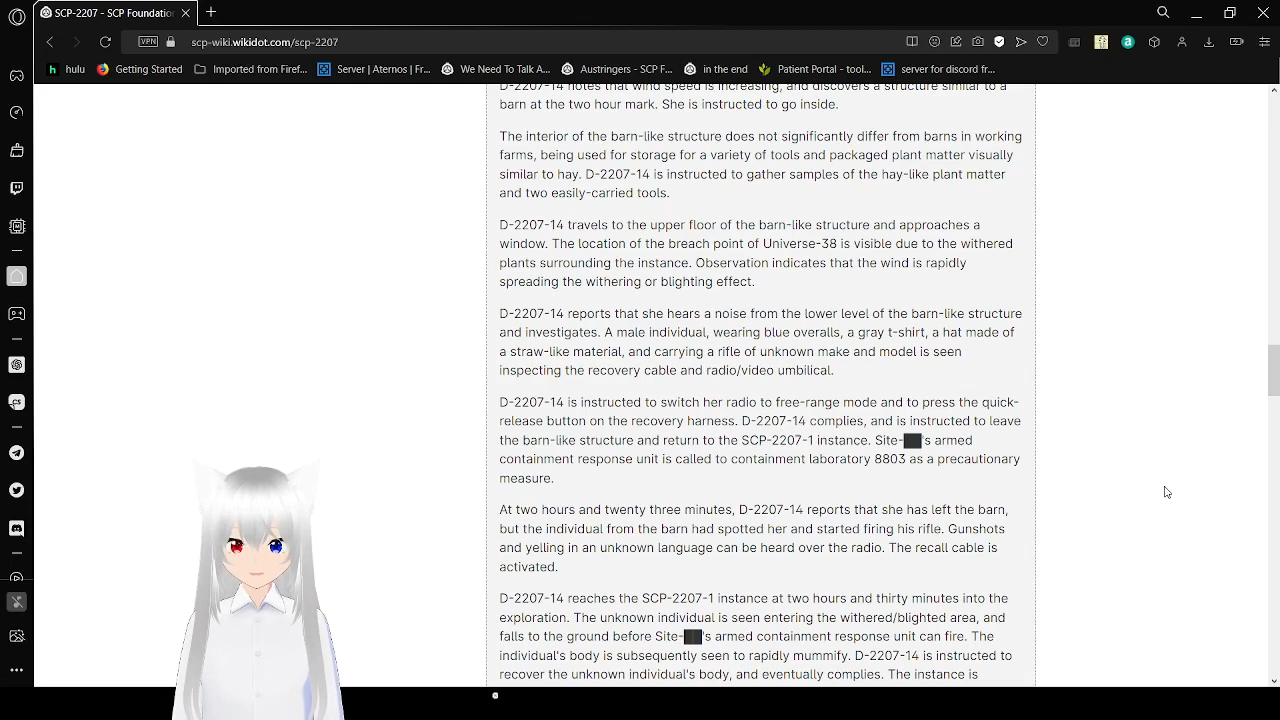 SCP-2207 - SCP Foundation
VPN
scp-wiki.wikidot.com/scp-2207
hulu
Getting Started
Imported from Firef...
Server | Aternos | Fr...
We Need To Talk A...
Austringers - SCP F...
in the end
Patient Portal - tool...
server for discord fr...
D-2207-14 notes that wind speed is increasing, and discovers a structure similar to a
barn at the two hour mark. She is instructed to go inside.
The interior of the barn-like structure does not significantly differ from barns in working
farms, being used for storage for a variety of tools and packaged plant matter visually
similar to hay. D-2207-14 is instructed to gather samples of the hay-like plant matter
and two easily-carried tools.
D-2207-14 travels to the upper floor of the barn-like structure and approaches a
window. The location of the breach point of Universe-38 is visible due to the withered
plants surrounding the instance. Observation indicates that the wind is rapidly
spreading the withering or blighting effect.
D-2207-14 reports that she hears a noise from the lower level of the barn-like structure
and investigates. A male individual, wearing blue overalls, a gray t-shirt, a hat made of
a straw-like material, and carrying a rifle of unknown make and model is seen
inspecting the recovery cable and radio/video umbilical.
D-2207-14 is instructed to switch her radio to free-range mode and to press the quick-
release button on the recovery harness. D-2207-14 complies, and is instructed to leave
the barn-like structure and return to the SCP-2207-1 instance. Site-██'s armed
containment response unit is called to containment laboratory 8803 as a precautionary
measure.
At two hours and twenty three minutes, D-2207-14 reports that she has left the barn,
but the individual from the barn had spotted her and started firing his rifle. Gunshots
and yelling in an unknown language can be heard over the radio. The recall cable is
activated.
D-2207-14 reaches the SCP-2207-1 instance at two hours and thirty minutes into the
exploration. The unknown individual is seen entering the withered/blighted area, and
falls to the ground before Site-██'s armed containment response unit can fire. The
individual's body is subsequently seen to rapidly mummify. D-2207-14 is instructed to
recover the unknown individual's body, and eventually complies. The instance is